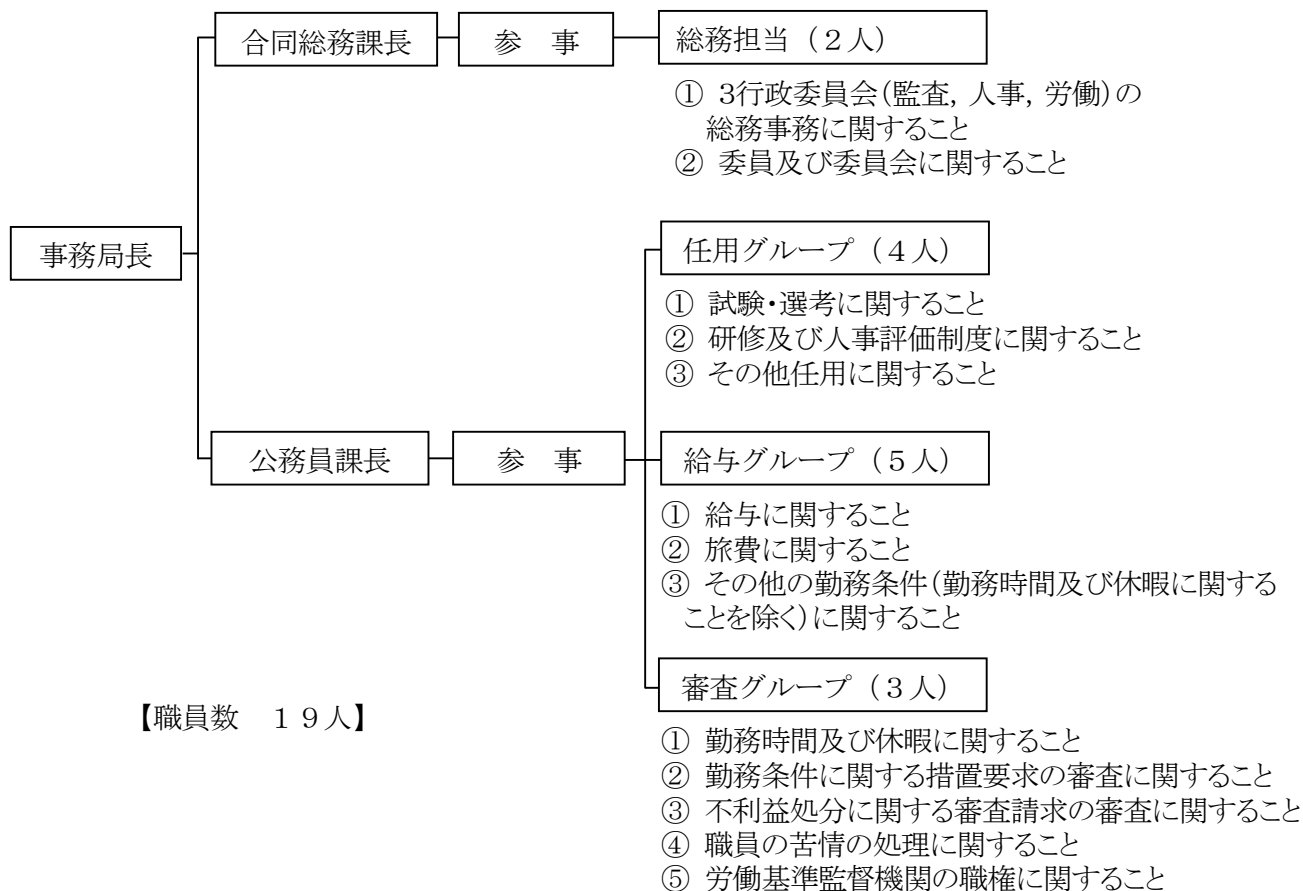 合同総務課長
参　事
総務担当（２人）
① 3行政委員会（監査，人事，労働）の
総務事務に関すること
② 委員及び委員会に関すること
事務局長
任用グループ（４人）
① 試験・選考に関すること
② 研修及び人事評価制度に関すること
③ その他任用に関すること
公務員課長
参　事
給与グループ（５人）
① 給与に関すること
② 旅費に関すること
③ その他の勤務条件（勤務時間及び休暇に関する
ことを除く）に関すること
審査グループ（３人）
【職員数　１９人】
① 勤務時間及び休暇に関すること
② 勤務条件に関する措置要求の審査に関すること
③ 不利益処分に関する審査請求の審査に関すること
④ 職員の苦情の処理に関すること
⑤ 労働基準監督機関の職権に関すること